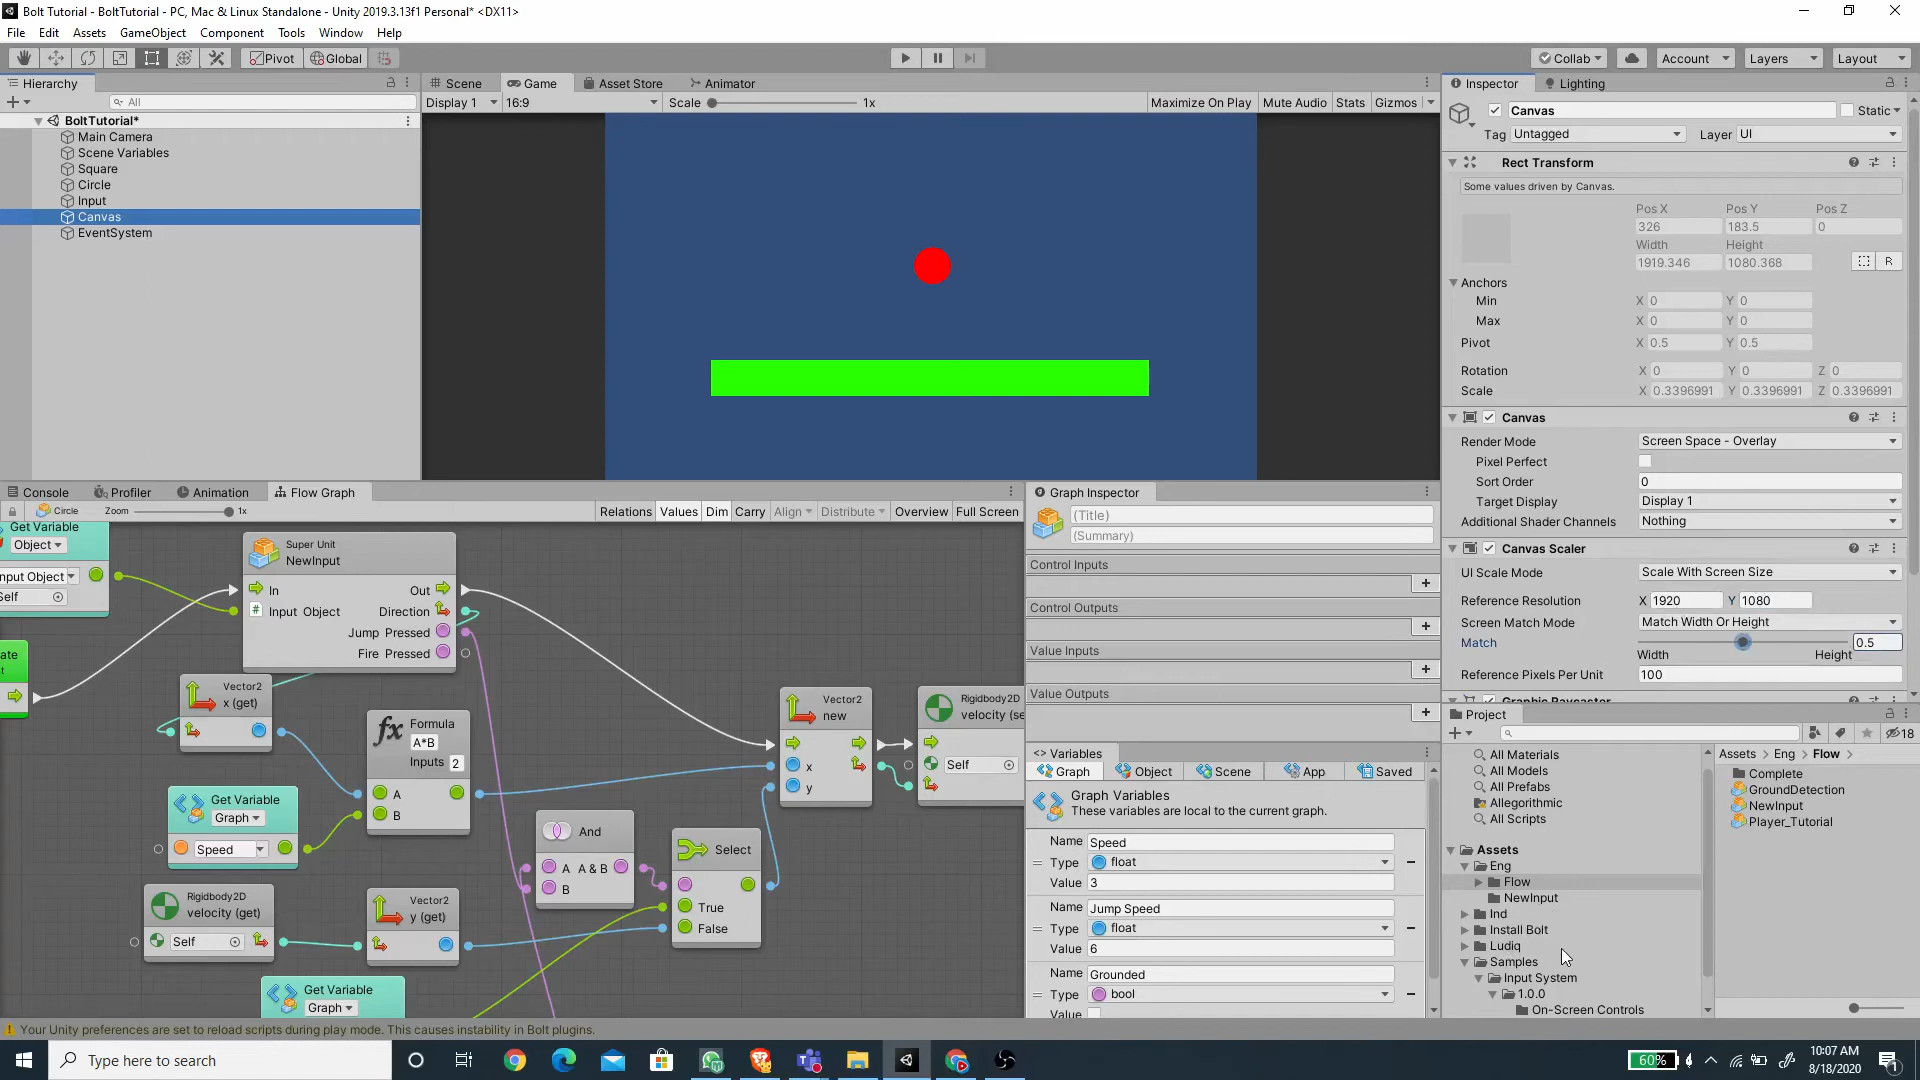 Bolt Tutorial - BoltTutorial - PC, Mac & Linux Standalone - Unity 2019.3.13f1 Personal* <DX11>
File Edit Assets GameObject Component Tools Window Help
Pivot Global Collab Account Layers Layout
Hierarchy
All
BoltTutorial*
Main Camera
Scene Variables
Square
Circle
Input
Canvas
EventSystem
Scene Game Asset Store Animator
Display 1 16:9 Scale 1x Maximize On Play Mute Audio Stats Gizmos
Console Profiler Animation Flow Graph
Circle Zoom 1x Relations Values Dim Carry Align Distribute Overview Full Screen
Get Variable
Object
nput Object
Self
Super Unit
NewInput
In Out
Input Object Direction
Jump Pressed
Fire Pressed
ate
t
Vector2
x (get)
Formula
A*B
Inputs 2
A
B
Get Variable
Graph
Speed
And
A A & B
B
Select
True
False
Vector2
new
x
y
Rigidbody2D
velocity (se
Self
Rigidbody2D
velocity (get)
Self
Vector2
y (get)
Get Variable
Graph
Graph Inspector
(Title)
(Summary)
Control Inputs
Control Outputs
Value Inputs
Value Outputs
<> Variables
Graph Object Scene App Saved
Graph Variables
These variables are local to the current graph.
Name Speed
Type float
Value 3
Name Jump Speed
Type float
Value 6
Name Grounded
Type bool
Value
Inspector Lighting
Canvas Static
Tag Untagged Layer UI
Rect Transform
Some values driven by Canvas.
Pos X Pos Y Pos Z
326 183.5 0
Width Height
1919.346 1080.368
R
Anchors
Min X 0 Y 0
Max X 0 Y 0
Pivot X 0.5 Y 0.5
Rotation X 0 Y 0 Z 0
Scale X 0.3396991 Y 0.3396991 Z 0.3396991
Canvas
Render Mode Screen Space - Overlay
Pixel Perfect
Sort Order 0
Target Display Display 1
Additional Shader Channels Nothing
Canvas Scaler
UI Scale Mode Scale With Screen Size
Reference Resolution X 1920 Y 1080
Screen Match Mode Match Width Or Height
Match 0.5
Width Height
Reference Pixels Per Unit 100
Graphic Raycaster
Project
18
All Materials
All Models
All Prefabs
Allegorithmic
All Scripts
Assets
Eng
Flow
NewInput
Ind
Install Bolt
Ludiq
Samples
Input System
1.0.0
On-Screen Controls
Assets > Eng > Flow >
Complete
GroundDetection
NewInput
Player_Tutorial
Your Unity preferences are set to reload scripts during play mode. This causes instability in Bolt plugins.
Type here to search
60%
10:07 AM
8/18/2020
1